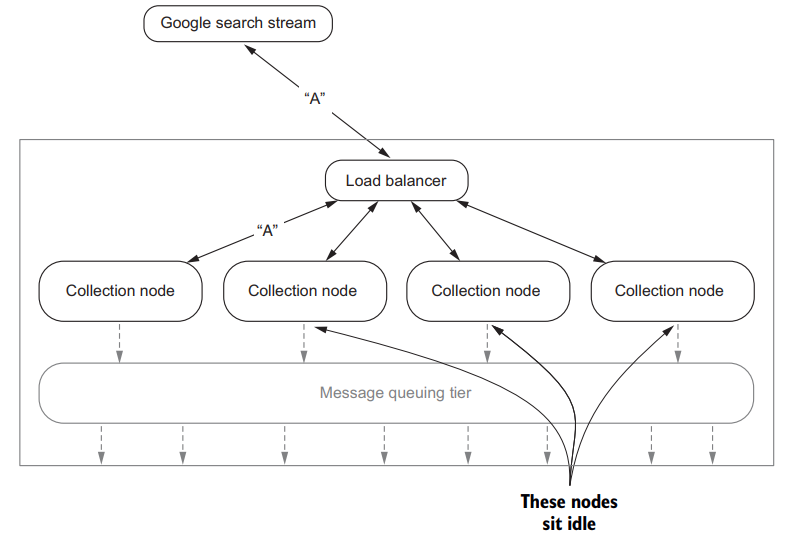 Google search stream
“A”
Load balancer
“A”
Collection node
Collection node
Collection node
Collection node
Message queuing tier
These nodes
sit idle